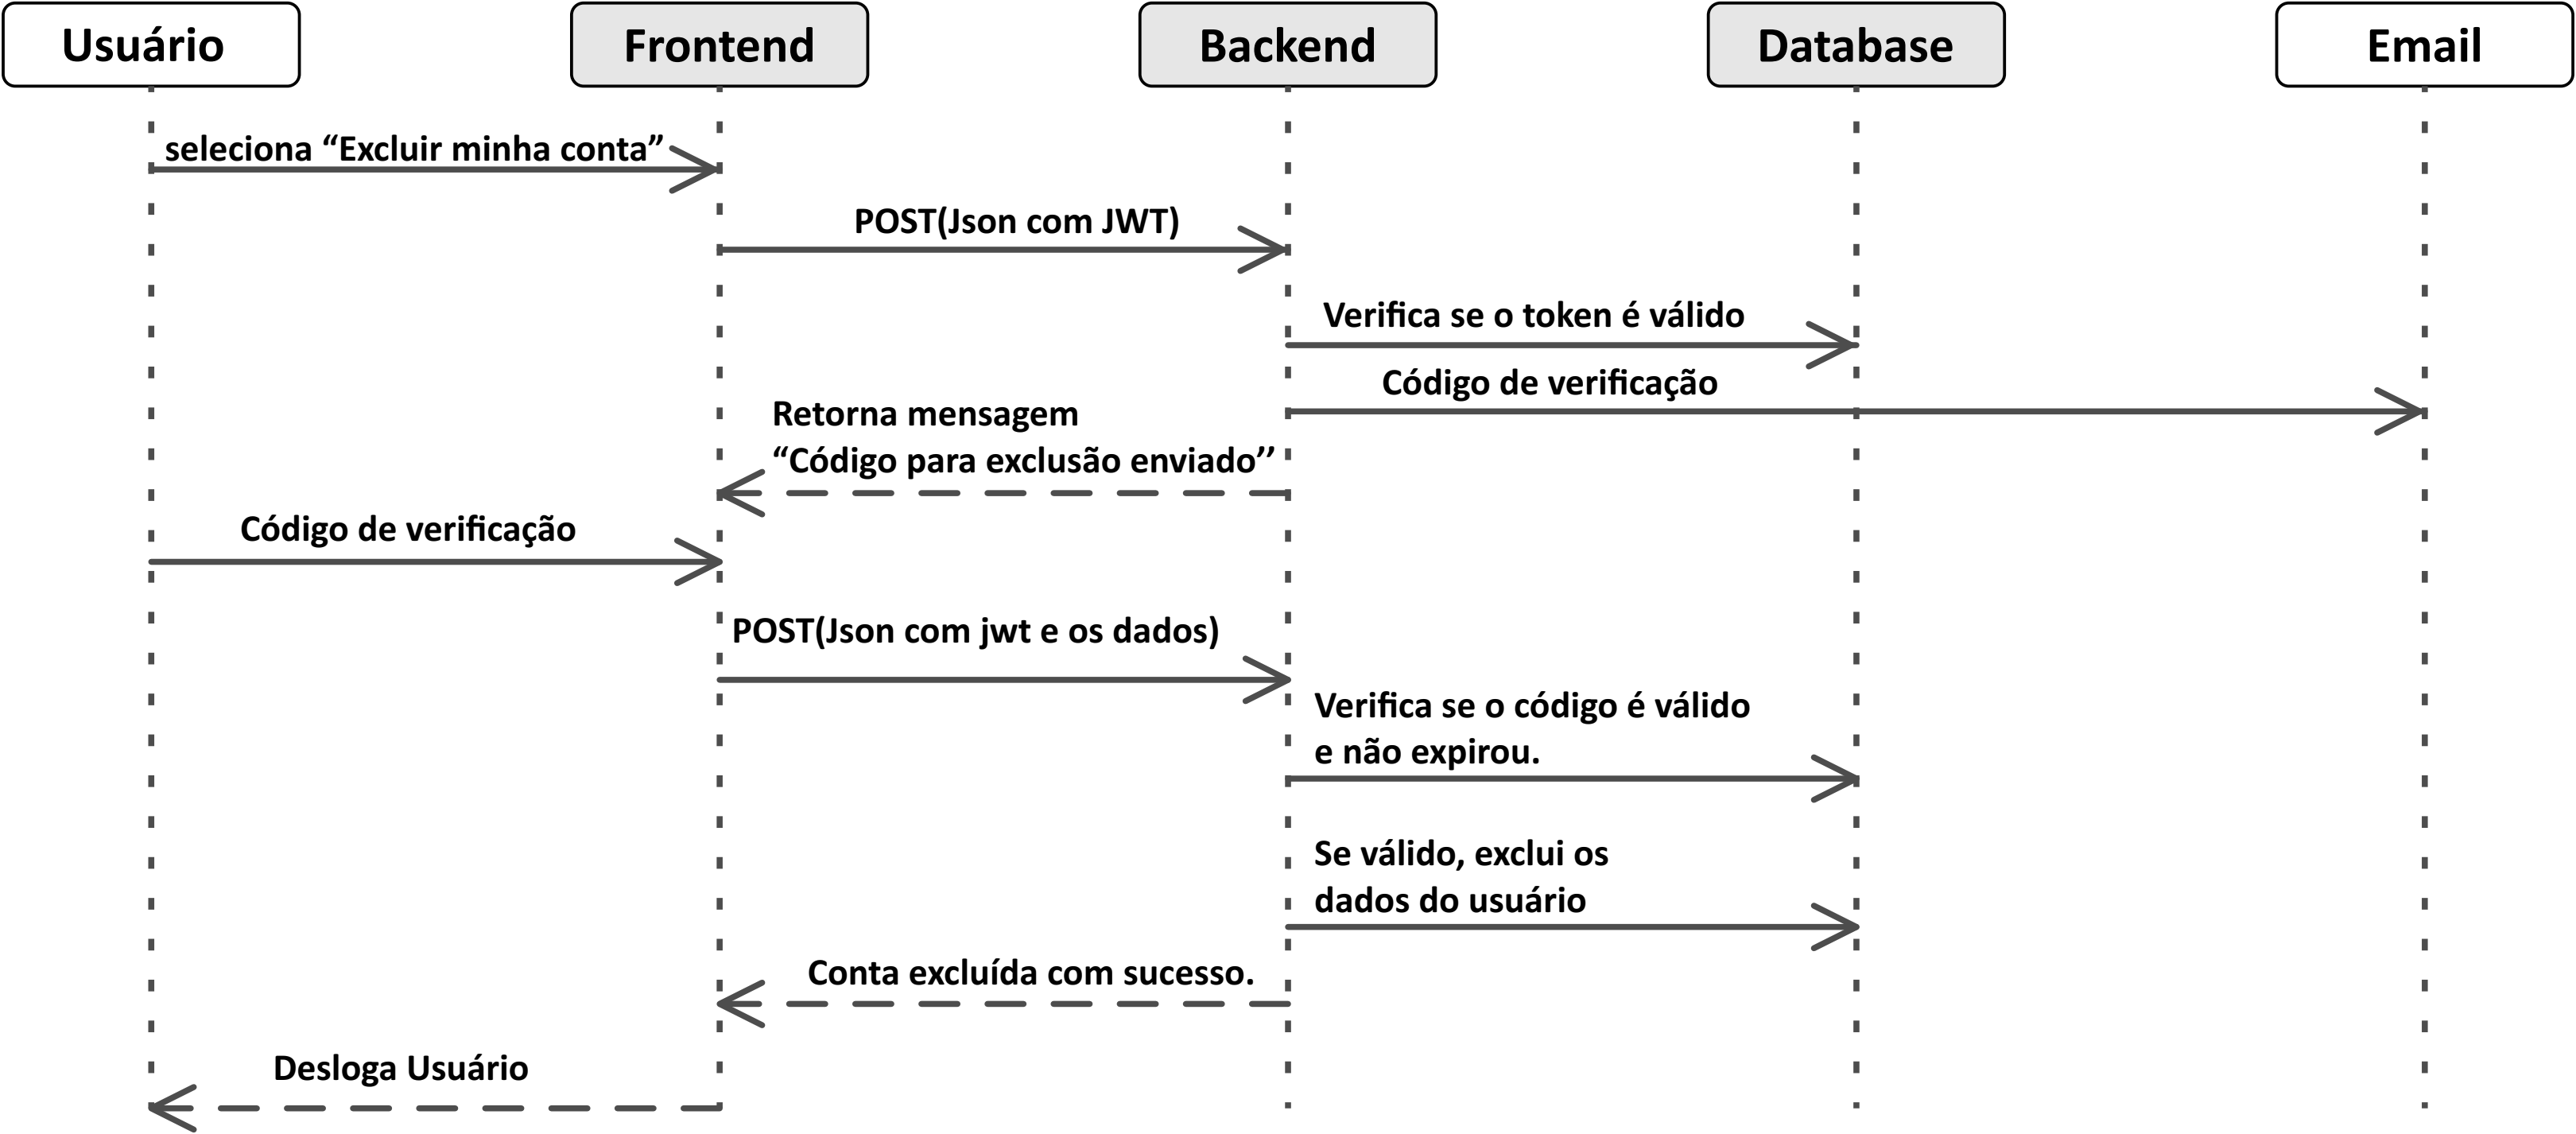 Usuário
Frontend
Backend
Database
Email
seleciona “Excluir minha conta”
POST(Json com JWT)
Verifica se o token é válido
Código de verificação
Retorna mensagem
“Código para exclusão enviado’’
Código de verificação
POST(Json com jwt e os dados)
Verifica se o código é válido
e não expirou.
Se válido, exclui os
dados do usuário
Conta excluída com sucesso.
Desloga Usuário